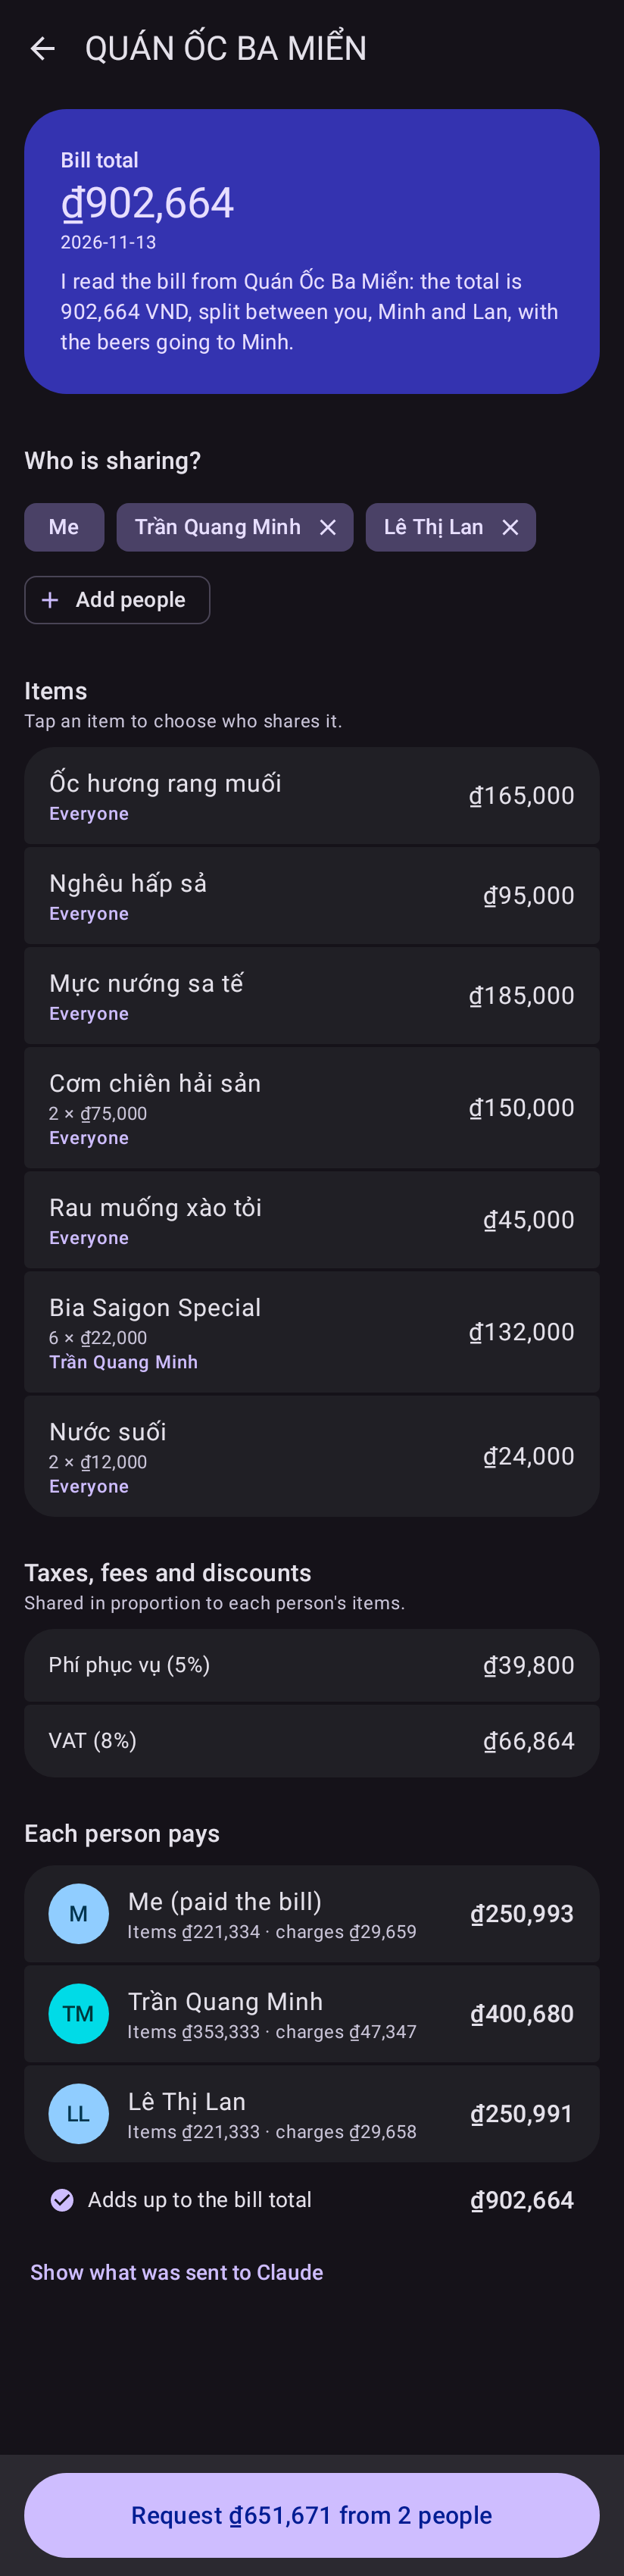 QUÁN ỐC BA MIỂN
Bill total
₫902,664
2026-11-13
I read the bill from Quán Ốc Ba Miển: the total is
902,664 VND, split between you, Minh and Lan, with
the beers going to Minh.
Who is sharing?
Me
Trần Quang Minh
Lê Thị Lan
Add people
Items
Tap an item to choose who shares it.
Ốc hương rang muối
₫165,000
Everyone
Nghêu hấp sả
₫95,000
Everyone
Mực nướng sa tế
₫185,000
Everyone
Cơm chiên hải sản
2 × ₫75,000
₫150,000
Everyone
Rau muống xào tỏi
₫45,000
Everyone
Bia Saigon Special
6 × ₫22,000
₫132,000
Trần Quang Minh
Nước suối
2 × ₫12,000
₫24,000
Everyone
Taxes, fees and discounts
Shared in proportion to each person's items.
Phí phục vụ (5%)
₫39,800
VAT (8%)
₫66,864
Each person pays
M
Me (paid the bill)
Items ₫221,334 · charges ₫29,659
₫250,993
TM
Trần Quang Minh
Items ₫353,333 · charges ₫47,347
₫400,680
LL
Lê Thị Lan
Items ₫221,333 · charges ₫29,658
₫250,991
Adds up to the bill total
₫902,664
Show what was sent to Claude
Request ₫651,671 from 2 people